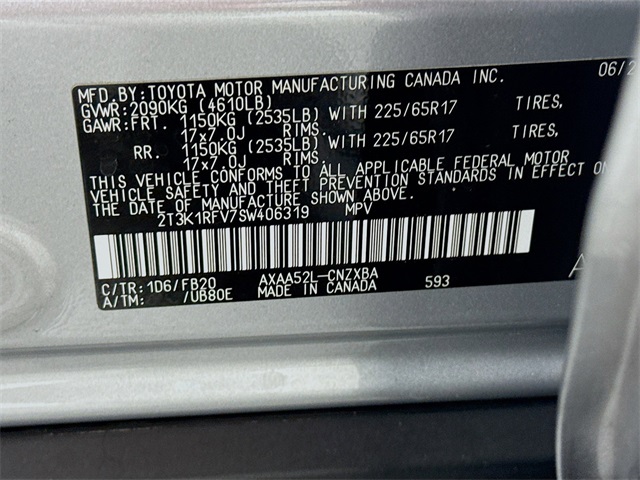 MFD.BY:TOYOTA MOTOR MANUFACTURING CANADA INC. 06/2
GVWR:2090KG (4610LB)
GAWR:FRT. 1150KG (2535LB) WITH 225/65R17 TIRES,
17x7.0J RIMS.
RR. 1150KG (2535LB) WITH 225/65R17 TIRES,
17x7.0J RIMS.
THIS VEHICLE CONFORMS TO ALL APPLICABLE FEDERAL MOTOR
VEHICLE SAFETY AND THEFT PREVENTION STANDARDS IN EFFECT ON
THE DATE OF MANUFACTURE SHOWN ABOVE.
2T3K1RFV7SW406319 MPV
C/TR:1D6/FB20 AXAA52L-CNZXBA 593 A
A/TM: /UB80E MADE IN CANADA